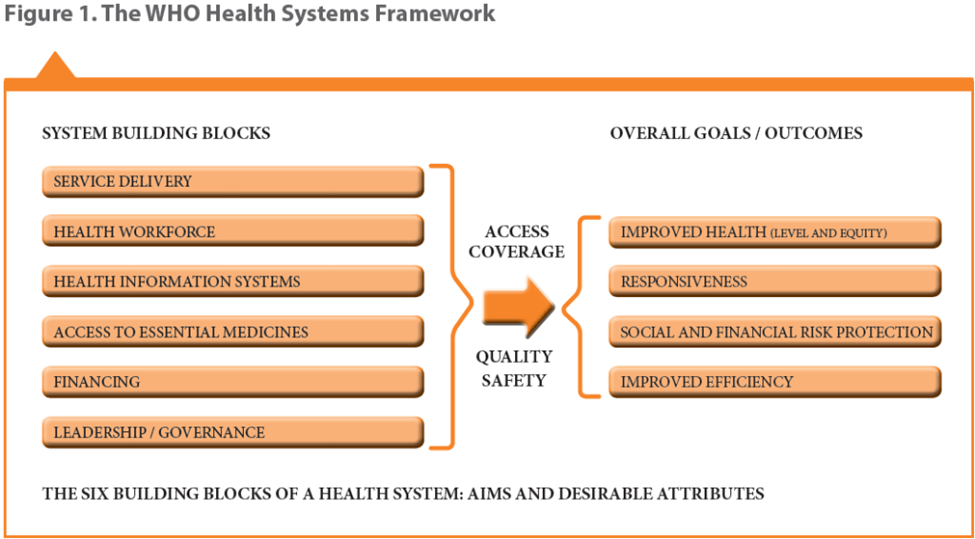 Figure 1. The WHO Health Systems Framework
SYSTEM BUILDING BLOCKS
SERVICE DELIVERY
HEALTH WORKFORCE
HEALTH INFORMATION SYSTEMS
ACCESS TO ESSENTIAL MEDICINES
FINANCING
LEADERSHIP / GOVERNANCE
ACCESS
COVERAGE
QUALITY
SAFETY
OVERALL GOALS / OUTCOMES
IMPROVED HEALTH (LEVEL AND EQUITY)
RESPONSIVENESS
SOCIAL AND FINANCIAL RISK PROTECTION
IMPROVED EFFICIENCY
THE SIX BUILDING BLOCKS OF A HEALTH SYSTEM: AIMS AND DESIRABLE ATTRIBUTES